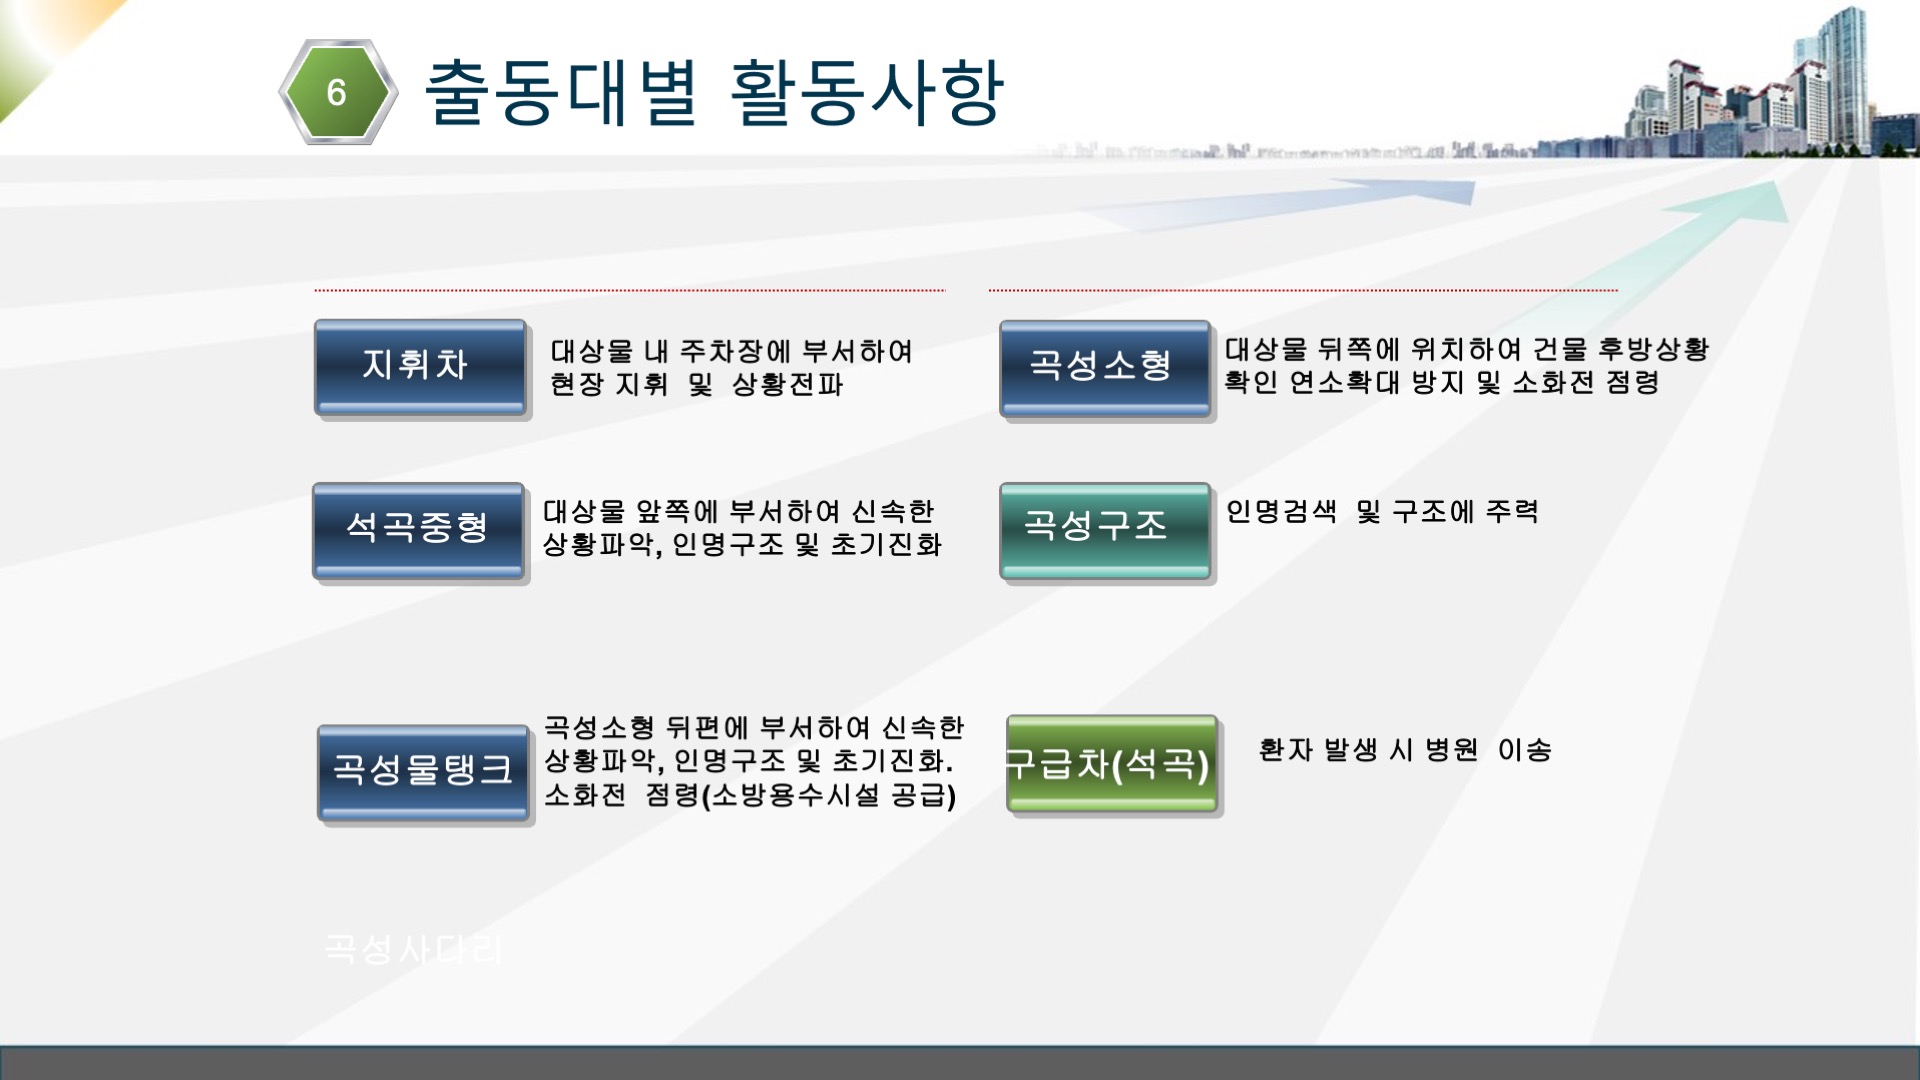 6
출동대별 활동사항
지휘차
대상물 내 주차장에 부서하여
현장 지휘 및 상황전파
곡성소형
대상물 뒤쪽에 위치하여 건물 후방상황
확인 연소확대 방지 및 소화전 점령
석곡중형
대상물 앞쪽에 부서하여 신속한
상황파악, 인명구조 및 초기진화
곡성구조
인명검색 및 구조에 주력
곡성물탱크
곡성소형 뒤편에 부서하여 신속한
상황파악, 인명구조 및 초기진화.
소화전 점령(소방용수시설 공급)
구급차(석곡)
환자 발생 시 병원 이송
곡성사다리